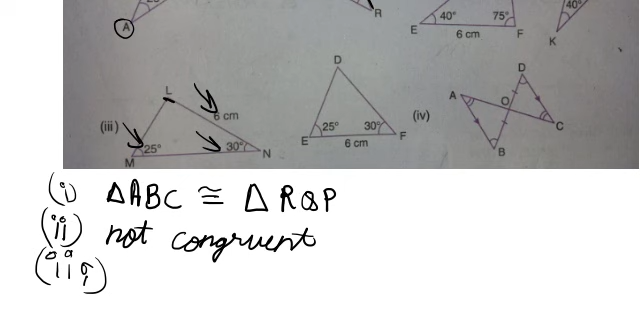 A
25°
R
E 40° 75° F
6 cm
40°
K
(iii) L 6 cm
M 25° 30° N
D
E 25° 30° F
6 cm
(iv) A D
O
B C
(i) ΔABC ≅ ΔRQP
(ii) not congruent
(iii)